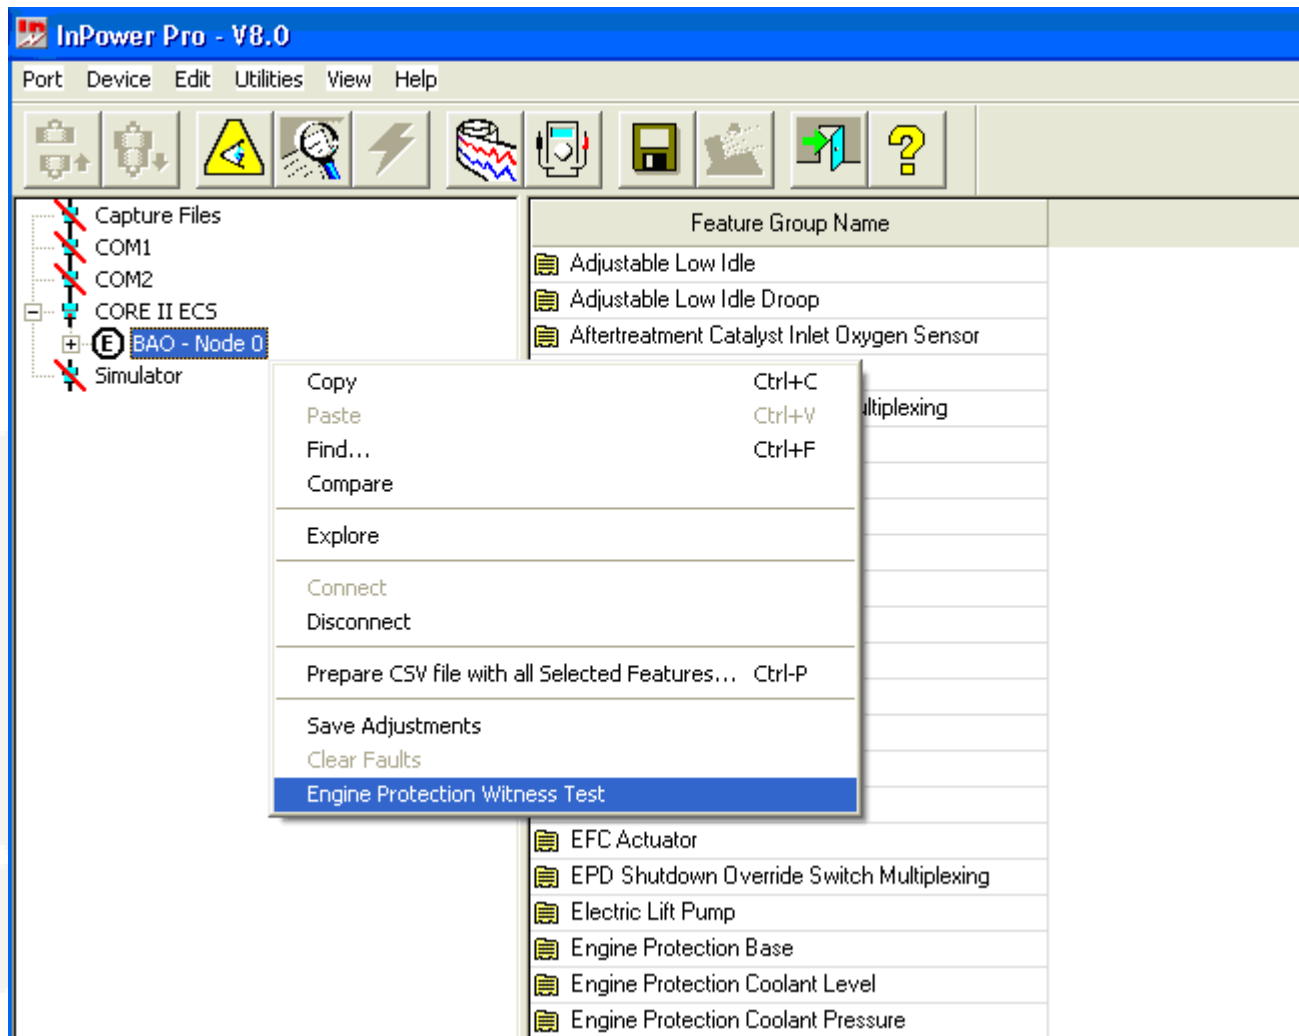 InPower Pro - V8.0
Port Device Edit Utilities View Help
Capture Files
COM1
COM2
CORE II ECS
E BAO - Node 0
Simulator
Feature Group Name
Adjustable Low Idle
Adjustable Low Idle Droop
Aftertreatment Catalyst Inlet Oxygen Sensor
Copy Ctrl+C
Paste Ctrl+V
Find... Ctrl+F
Compare
Explore
Connect
Disconnect
Prepare CSV file with all Selected Features... Ctrl-P
Save Adjustments
Clear Faults
Engine Protection Witness Test
EFC Actuator
EPD Shutdown Override Switch Multiplexing
Electric Lift Pump
Engine Protection Base
Engine Protection Coolant Level
Engine Protection Coolant Pressure